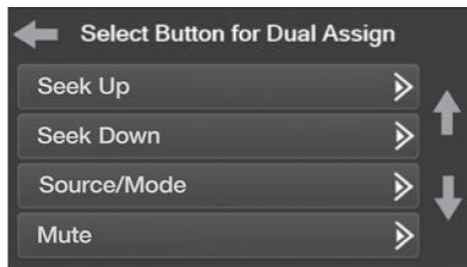 Select Button for Dual Assign
Seek Up
Seek Down
Source/Mode
Mute